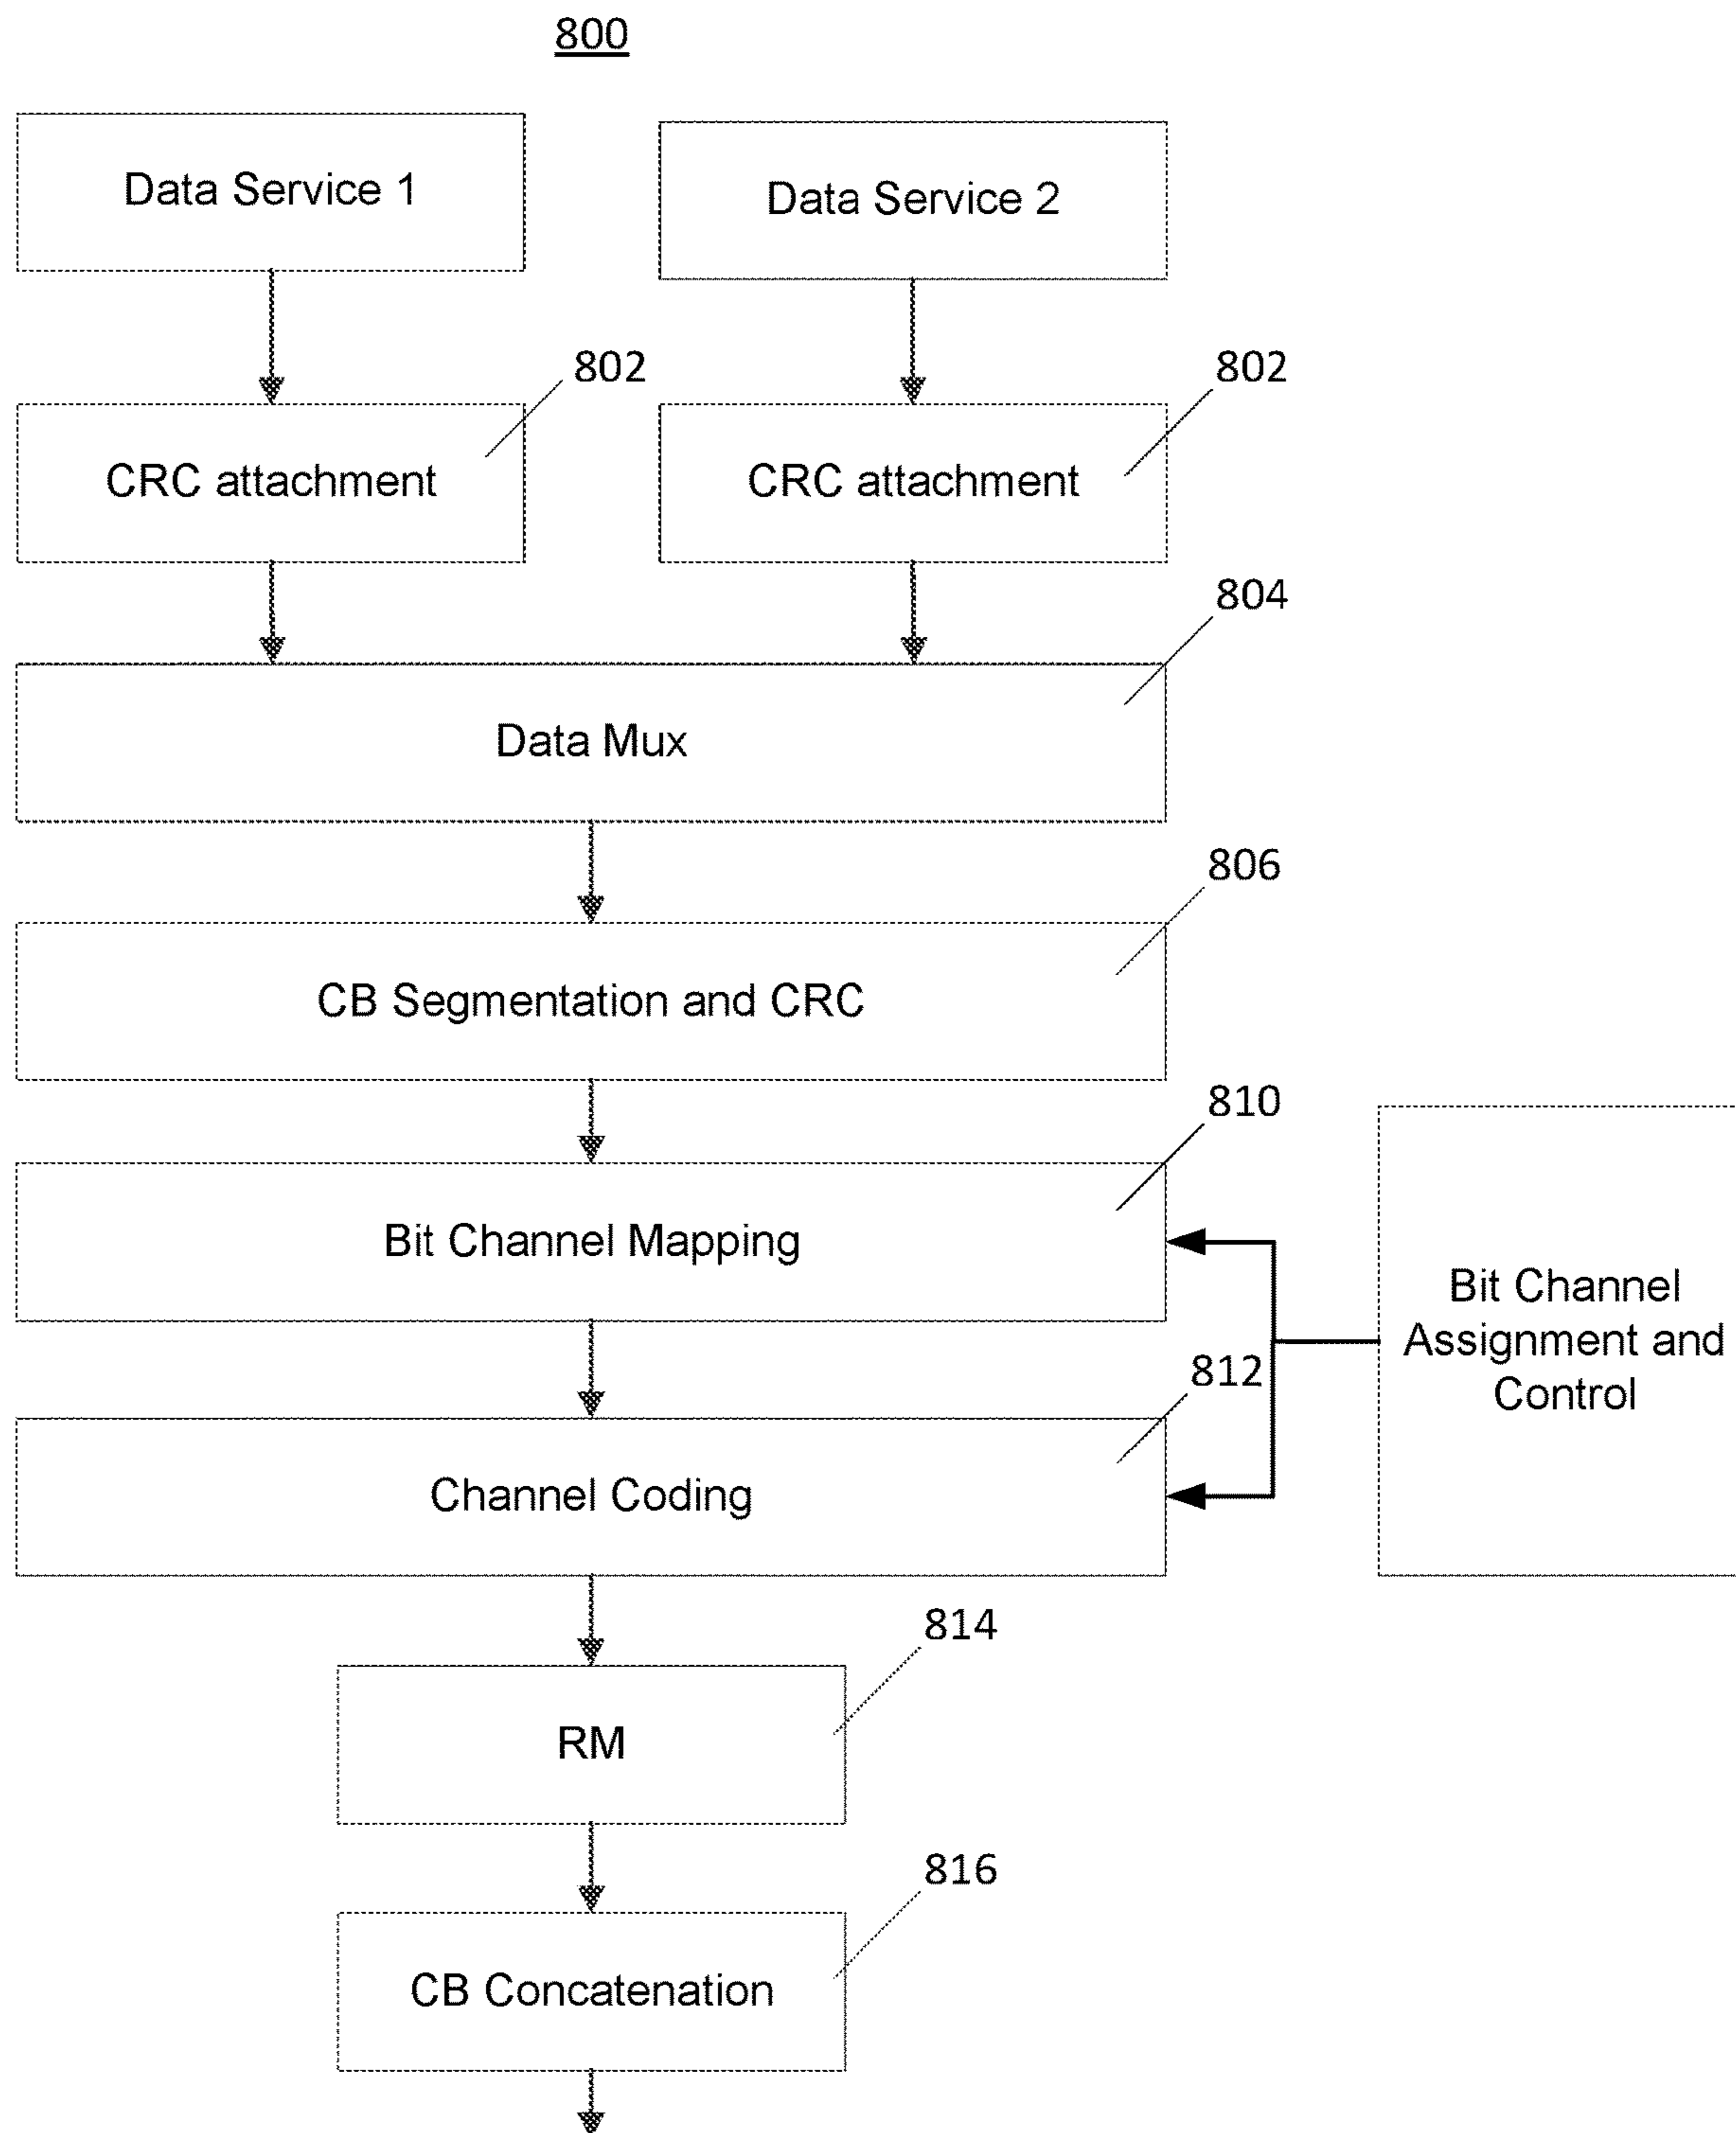 800
Data Service 1
Data Service 2
802
802
CRC attachment
CRC attachment
804
Data Mux
806
CB Segmentation and CRC
810
Bit Channel Mapping
Bit Channel
Assignment and
Control
812
Channel Coding
814
RM
816
CB Concatenation